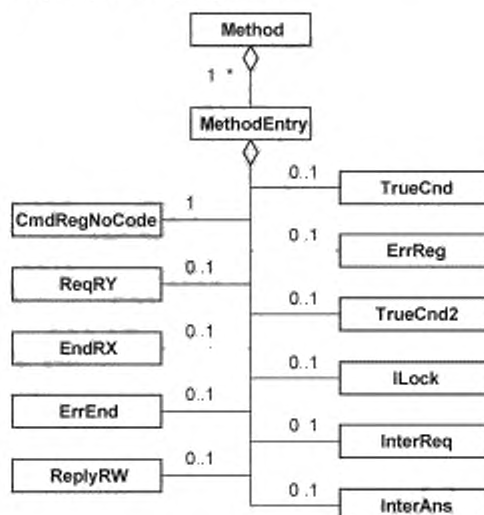 Method
1 *
MethodEntry
0..1
TrueCnd
1
CmdRegNoCode
0..1
ErrReg
0..1
ReqRY
0..1
TrueCnd2
0..1
EndRX
0..1
ILock
0..1
ErrEnd
0 1
InterReq
0..1
ReplyRW
0..1
InterAns